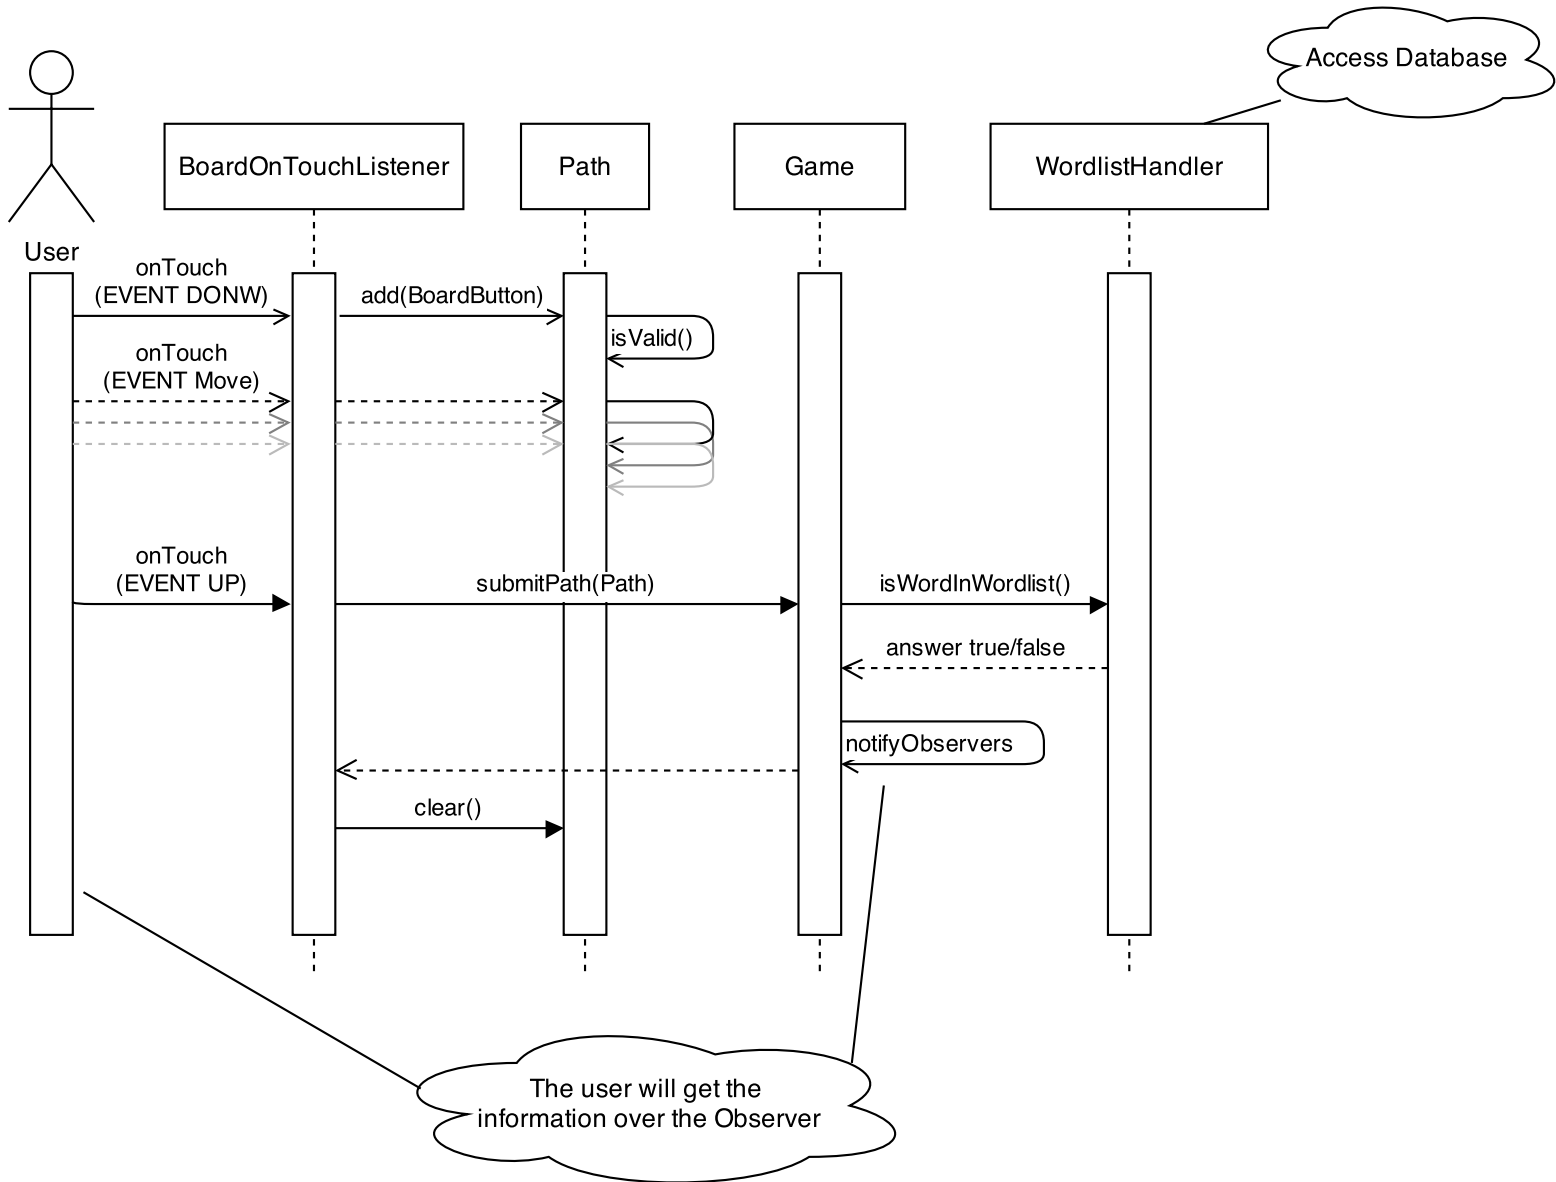 Access Database
BoardOnTouchListener
Path
Game
WordlistHandler
User
onTouch
(EVENT DONW)
add(BoardButton)
isValid()
onTouch
(EVENT Move)
onTouch
(EVENT UP)
submitPath(Path)
isWordInWordlist()
answer true/false
notifyObservers
clear()
The user will get the
information over the Observer